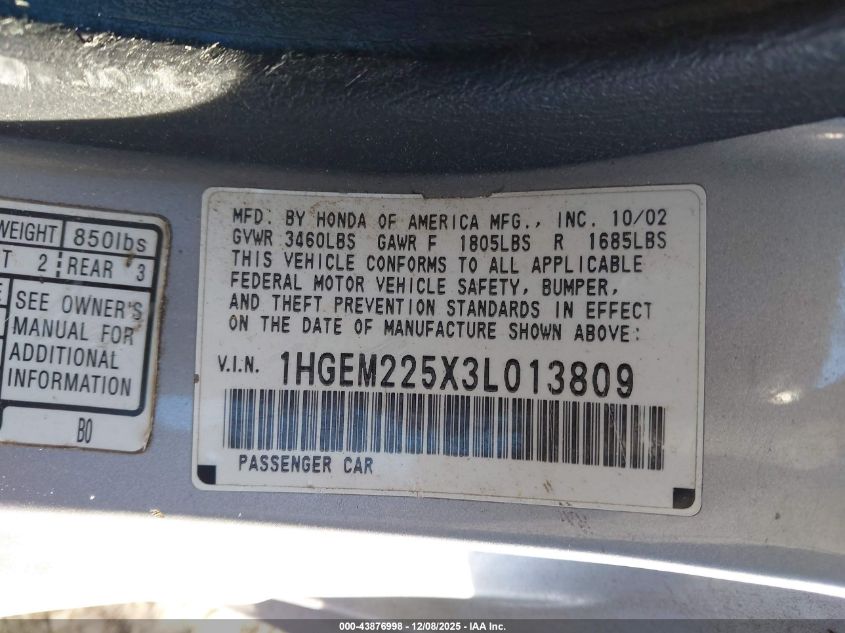 WEIGHT 850lbs
T 2 REAR 3
SEE OWNER'S
MANUAL FOR
ADDITIONAL
INFORMATION
B0
MFD. BY HONDA OF AMERICA MFG., INC. 10/02
GVWR 3460LBS GAWR F 1805LBS R 1685LBS
THIS VEHICLE CONFORMS TO ALL APPLICABLE
FEDERAL MOTOR VEHICLE SAFETY, BUMPER,
AND THEFT PREVENTION STANDARDS IN EFFECT
ON THE DATE OF MANUFACTURE SHOWN ABOVE:
V.I.N. 1HGEM225X3L013809
PASSENGER CAR
000-43876998 - 12/08/2025 - IAA Inc.